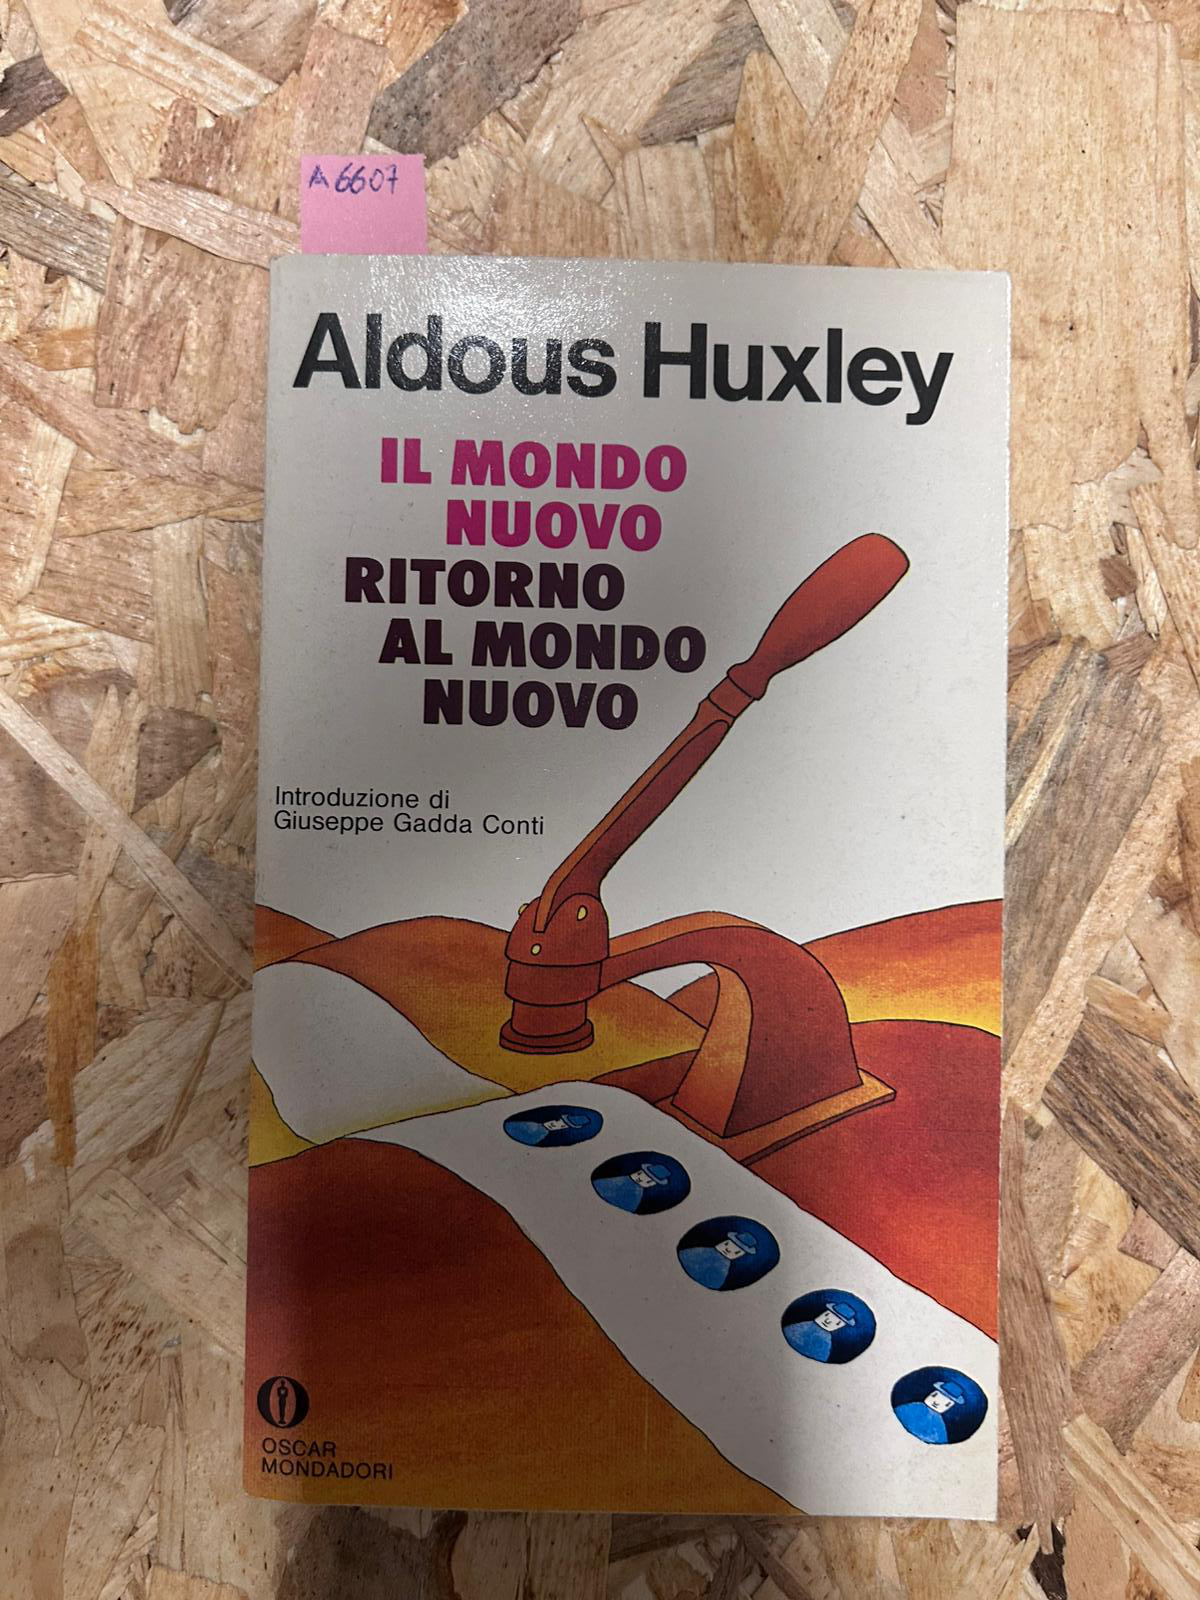 A6607
Aldous Huxley
IL MONDO
NUOVO
RITORNO
AL MONDO
NUOVO
Introduzione di
Giuseppe Gadda Conti
OSCAR
MONDADORI